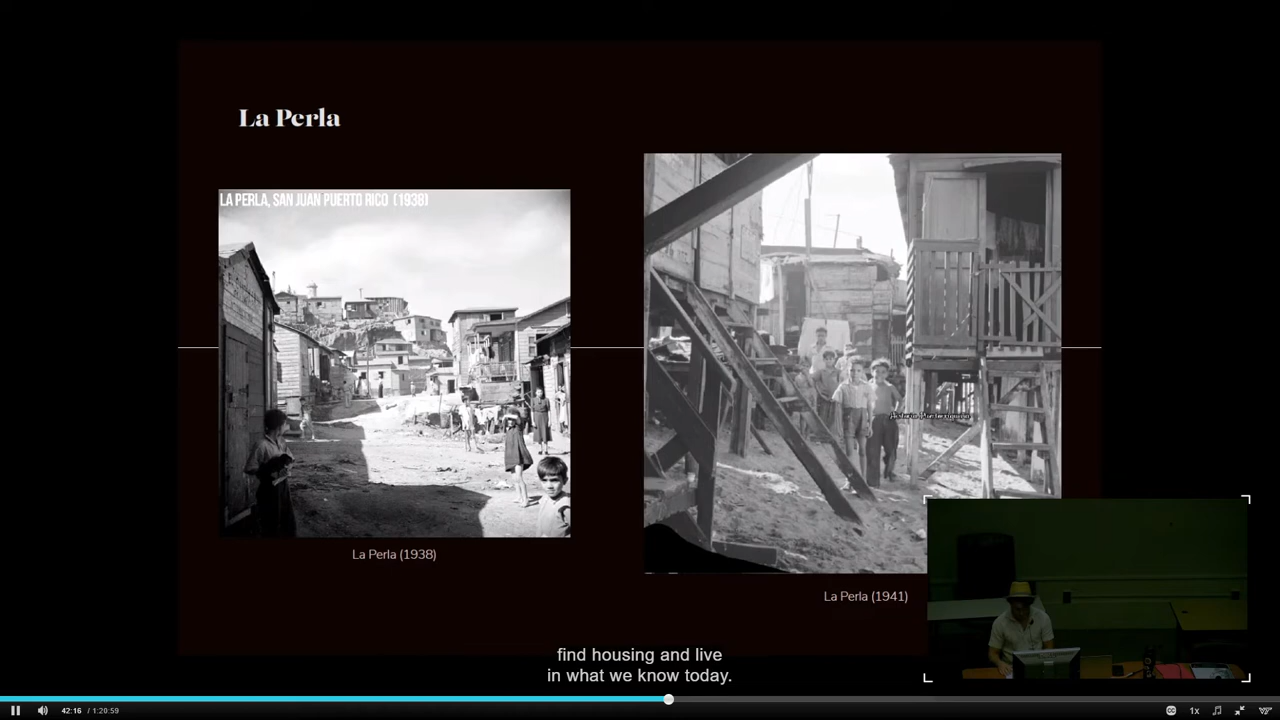 La Perla
LA PERLA, SAN JUAN PUERTO RICO (1938)
La Perla (1938)
La Perla (1941)
find housing and live
in what we know today.
42:16 / 1:20:59
CC
1x